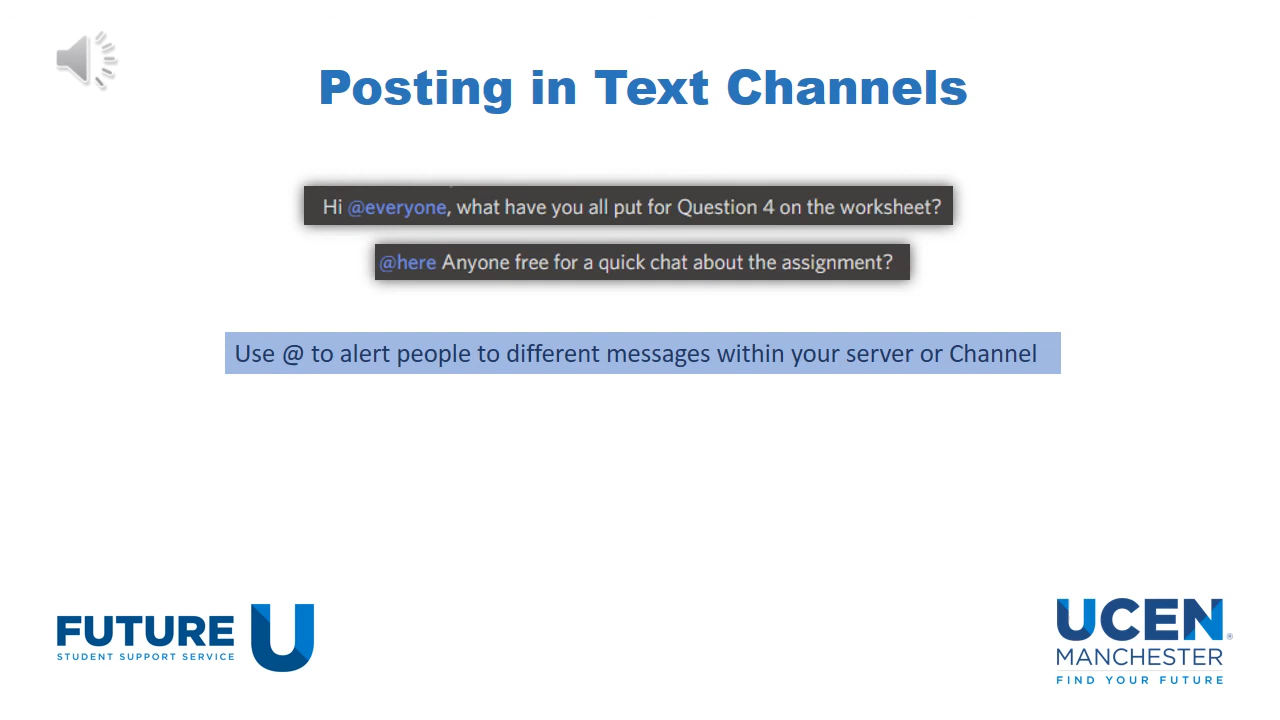 Posting in Text Channels
Hi @everyone, what have you all put for Question 4 on the worksheet?
@here Anyone free for a quick chat about the assignment?
Use @ to alert people to different messages within your server or Channel
FUTURE U
STUDENT SUPPORT SERVICE
UCEN®
MANCHESTER
FIND YOUR FUTURE